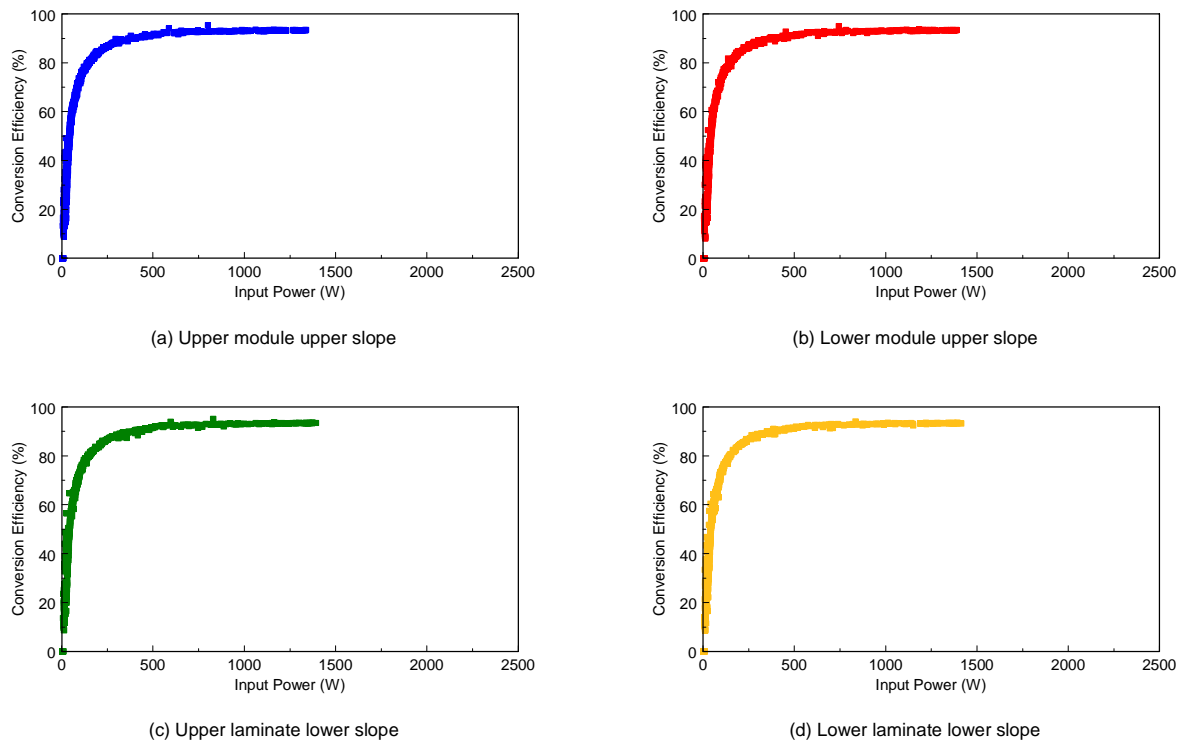 100
80
60
40
20
0
Conversion Efficiency (%)
0 500 1000 1500 2000 2500
Input Power (W)
(a) Upper module upper slope
100
80
60
40
20
0
Conversion Efficiency (%)
0 500 1000 1500 2000 2500
Input Power (W)
(b) Lower module upper slope
100
80
60
40
20
0
Conversion Efficiency (%)
0 500 1000 1500 2000 2500
Input Power (W)
(c) Upper laminate lower slope
100
80
60
40
20
0
Conversion Efficiency (%)
0 500 1000 1500 2000 2500
Input Power (W)
(d) Lower laminate lower slope